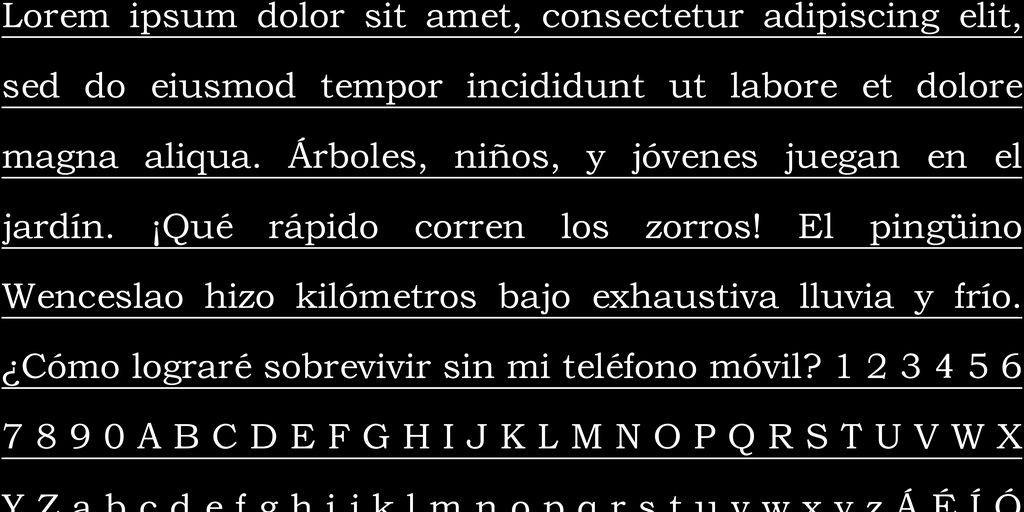 Lorem ipsum dolor sit amet, consectetur adipiscing elit,
sed do eiusmod tempor incididunt ut labore et dolore
magna aliqua. Árboles, niños, y jóvenes juegan en el
jardín. ¡Qué rápido corren los zorros! El pingüino
Wenceslao hizo kilómetros bajo exhaustiva lluvia y frío.
¿Cómo lograré sobrevivir sin mi teléfono móvil? 1 2 3 4 5 6
7 8 9 0 A B C D E F G H I J K L M N O P Q R S T U V W X
Y Z a b c d e f g h i j k l m n o p q r s t u v w x y z Á É Í Ó